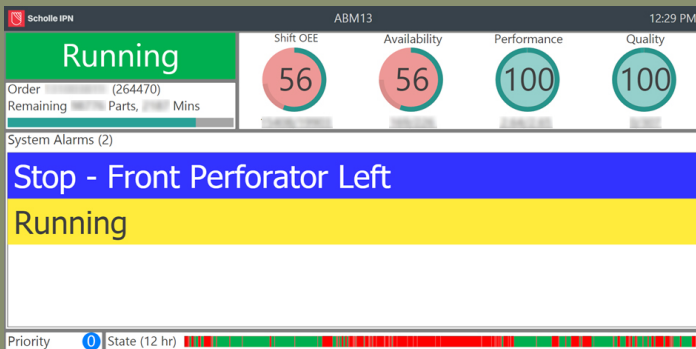 Scholle IPN
ABM13
12:29 PM
Running
Shift OEE
Availability
Performance
Quality
56
56
100
100
Order (264470)
Remaining Parts, Mins
System Alarms (2)
Stop - Front Perforator Left
Running
Priority 0 State (12 hr)